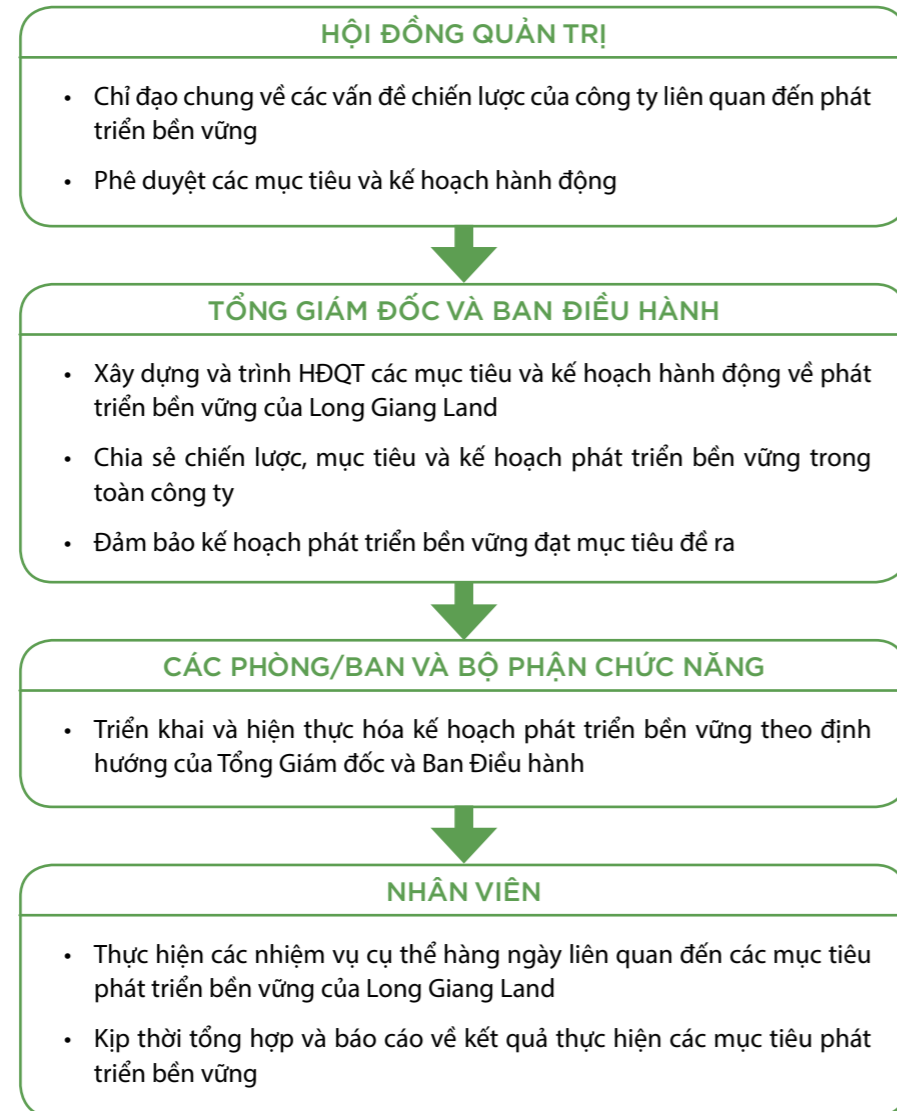 HỘI ĐỒNG QUẢN TRỊ
• Chỉ đạo chung về các vấn đề chiến lược của công ty liên quan đến phát
triển bền vững
• Phê duyệt các mục tiêu và kế hoạch hành động
TỔNG GIÁM ĐỐC VÀ BAN ĐIỀU HÀNH
• Xây dựng và trình HĐQT các mục tiêu và kế hoạch hành động về phát
triển bền vững của Long Giang Land
• Chia sẻ chiến lược, mục tiêu và kế hoạch phát triển bền vững trong
toàn công ty
• Đảm bảo kế hoạch phát triển bền vững đạt mục tiêu đề ra
CÁC PHÒNG/BAN VÀ BỘ PHẬN CHỨC NĂNG
• Triển khai và hiện thực hóa kế hoạch phát triển bền vững theo định
hướng của Tổng Giám đốc và Ban Điều hành
NHÂN VIÊN
• Thực hiện các nhiệm vụ cụ thể hàng ngày liên quan đến các mục tiêu
phát triển bền vững của Long Giang Land
• Kịp thời tổng hợp và báo cáo về kết quả thực hiện các mục tiêu phát
triển bền vững